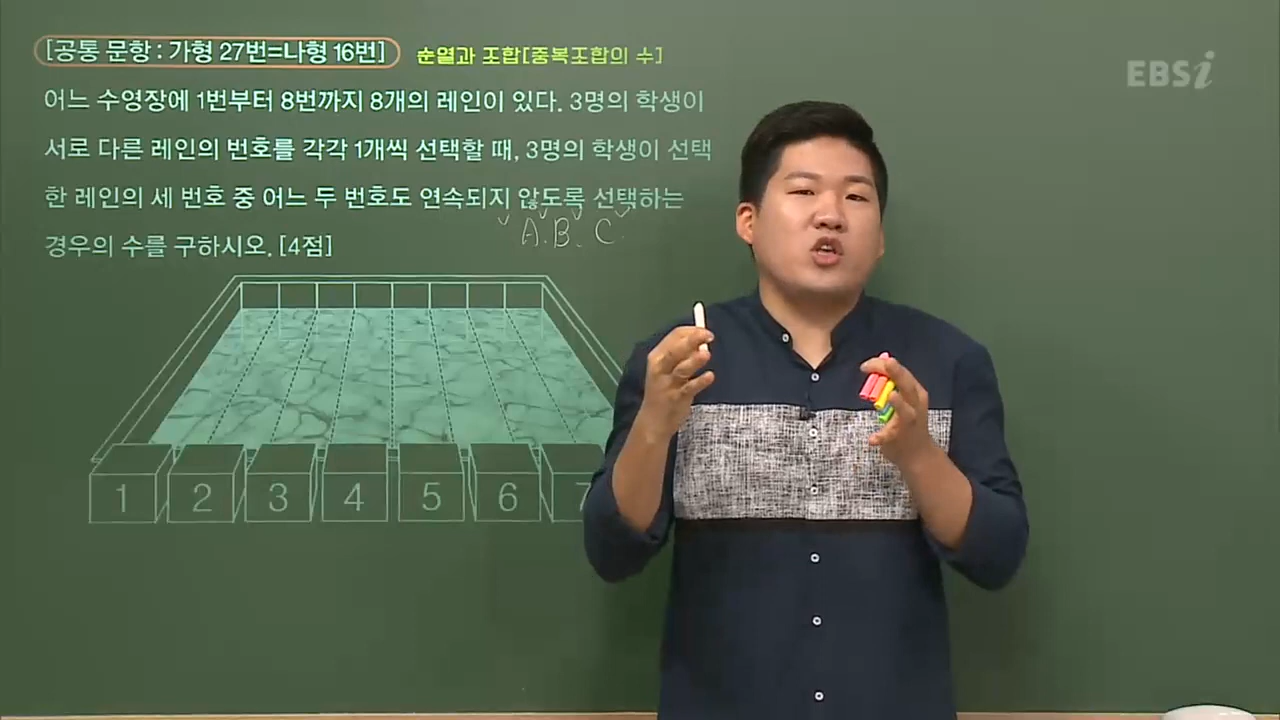 [공통 문항 : 가형 27번=나형 16번] 순열과 조합[중복조합의 수]
EBSi
어느 수영장에 1번부터 8번까지 8개의 레인이 있다. 3명의 학생이
서로 다른 레인의 번호를 각각 1개씩 선택할 때, 3명의 학생이 선택
한 레인의 세 번호 중 어느 두 번호도 연속되지 않도록 선택하는
경우의 수를 구하시오. [4점]
A. B. C.
1 2 3 4 5 6 7